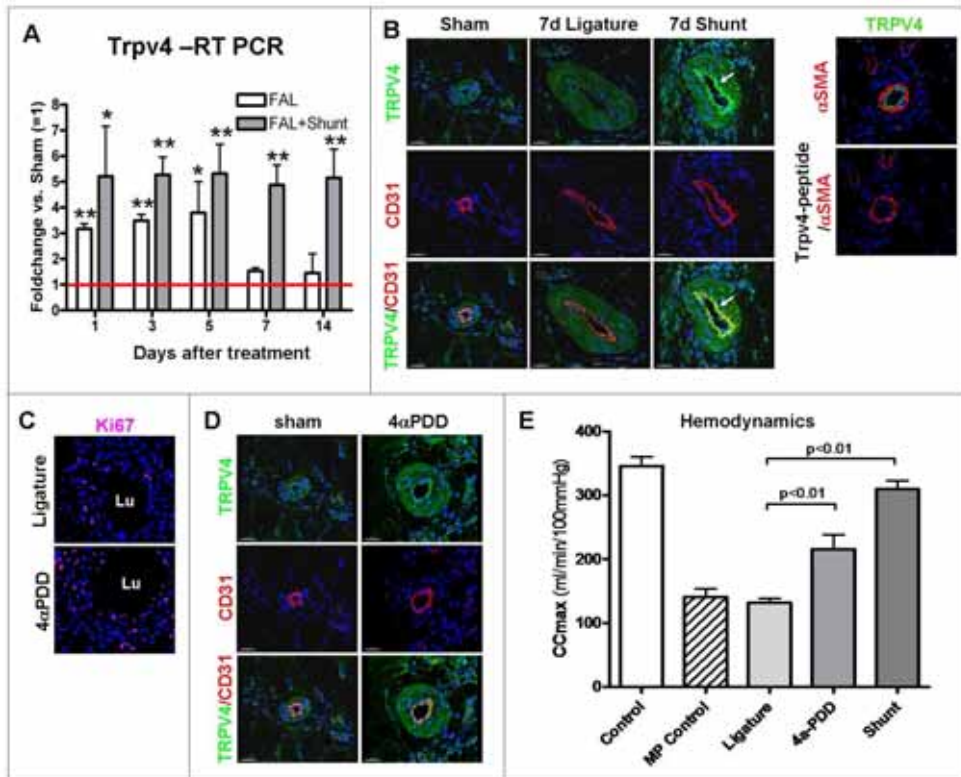 A
Trpv4 –RT PCR
FAL
FAL+Shunt
Foldchange vs. Sham (=1)
8
7
6
5
4
3
2
1
0
** * ** ** * ** ** **
1 3 5 7 14
Days after treatment
B
Sham 7d Ligature 7d Shunt TRPV4
TRPV4
CD31
TRPV4/CD31
αSMA
Trpv4-peptide
/αSMA
C
Ki67
Ligature
Lu
4αPDD
Lu
D
sham 4αPDD
TRPV4
CD31
TRPV4/CD31
E
Hemodynamics
CCmax (ml/min/100mmHg)
400
300
200
100
0
p<0.01
p<0.01
Control MP Control Ligature 4a-PDD Shunt